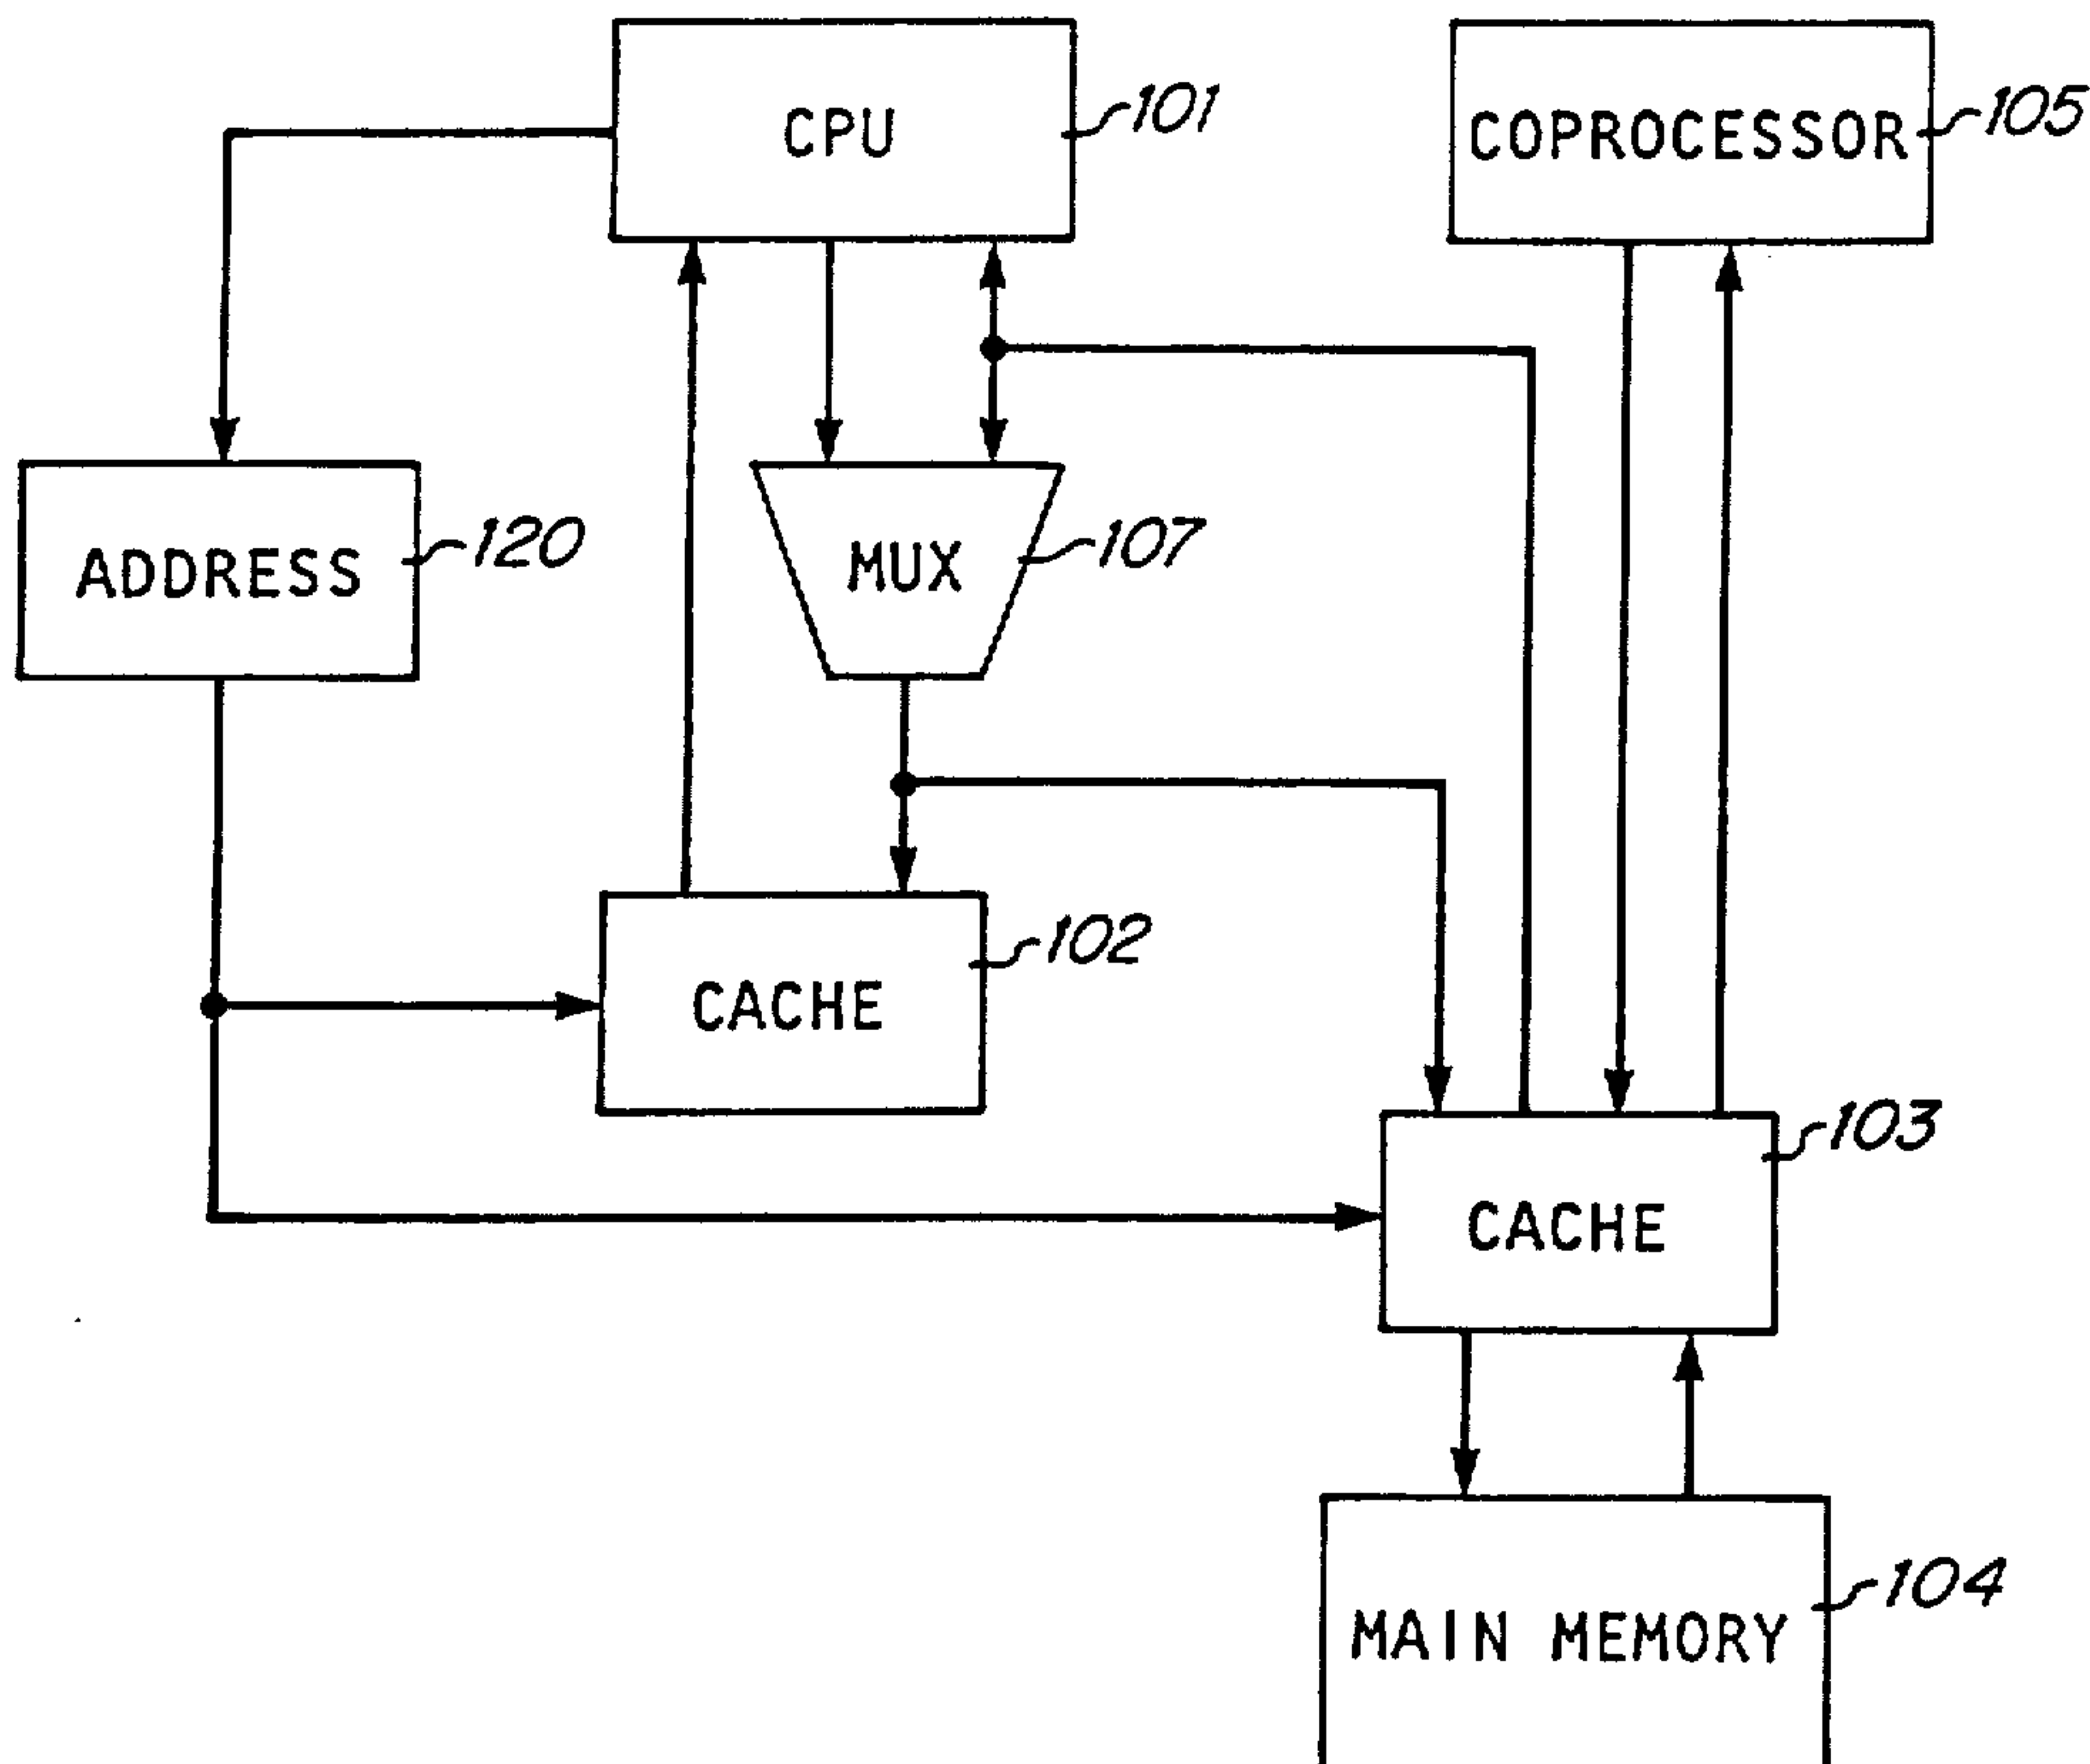 CPU
101
COPROCESSOR
105
ADDRESS
120
MUX
107
CACHE
102
CACHE
103
MAIN MEMORY
104